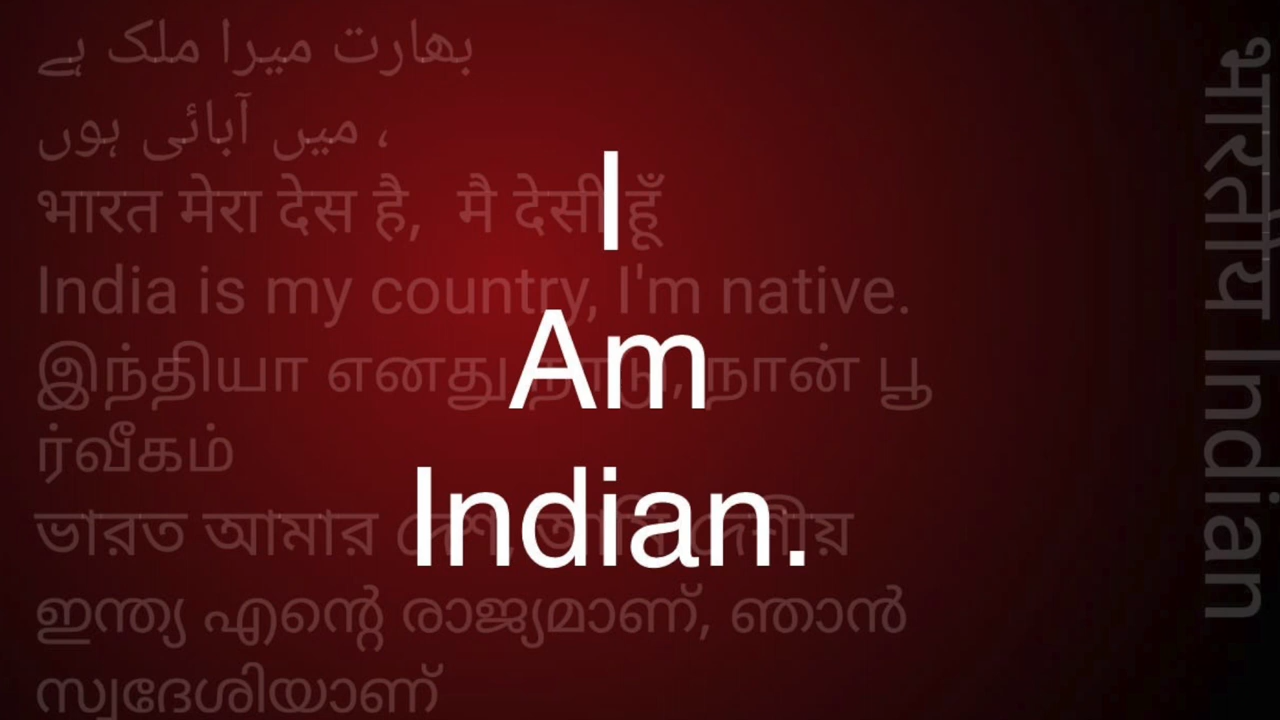 بھارت میرا ملک ہے
، میں آبائی ہوں
भारत मेरा देस है, मै देसी हूँ
India is my country, I'm native.
இந்தியா எனது நாடு, நான் பூ
ர்வீகம்
ভারত আমার দেশ, আমি দেশীয়
ഇന്ത്യ എന്റെ രാജ്യമാണ്, ഞാൻ
സ്വദേശിയാണ്
I
Am
Indian.
भारतीय Indian